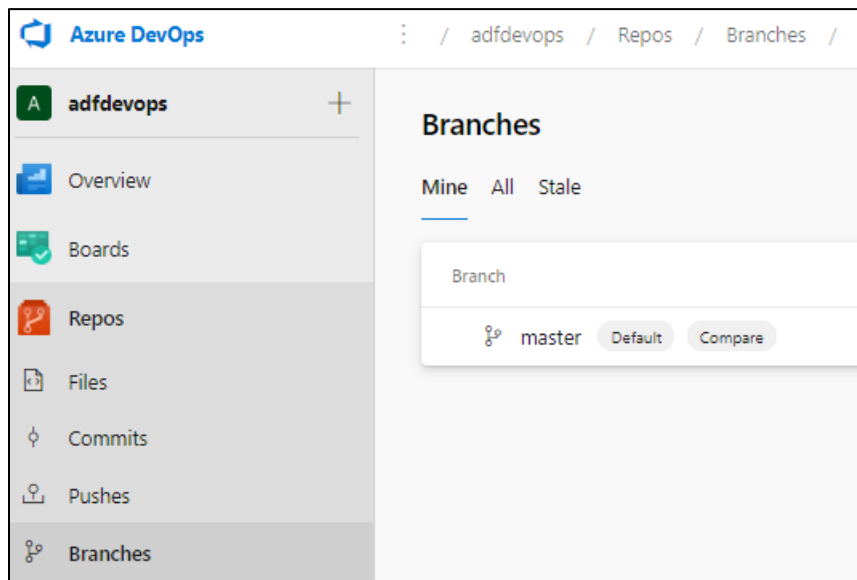 Azure DevOps
⋮ / adfdevops / Repos / Branches /
A adfdevops +
Overview
Boards
Repos
Files
Commits
Pushes
Branches
Branches
Mine All Stale
Branch
master Default Compare